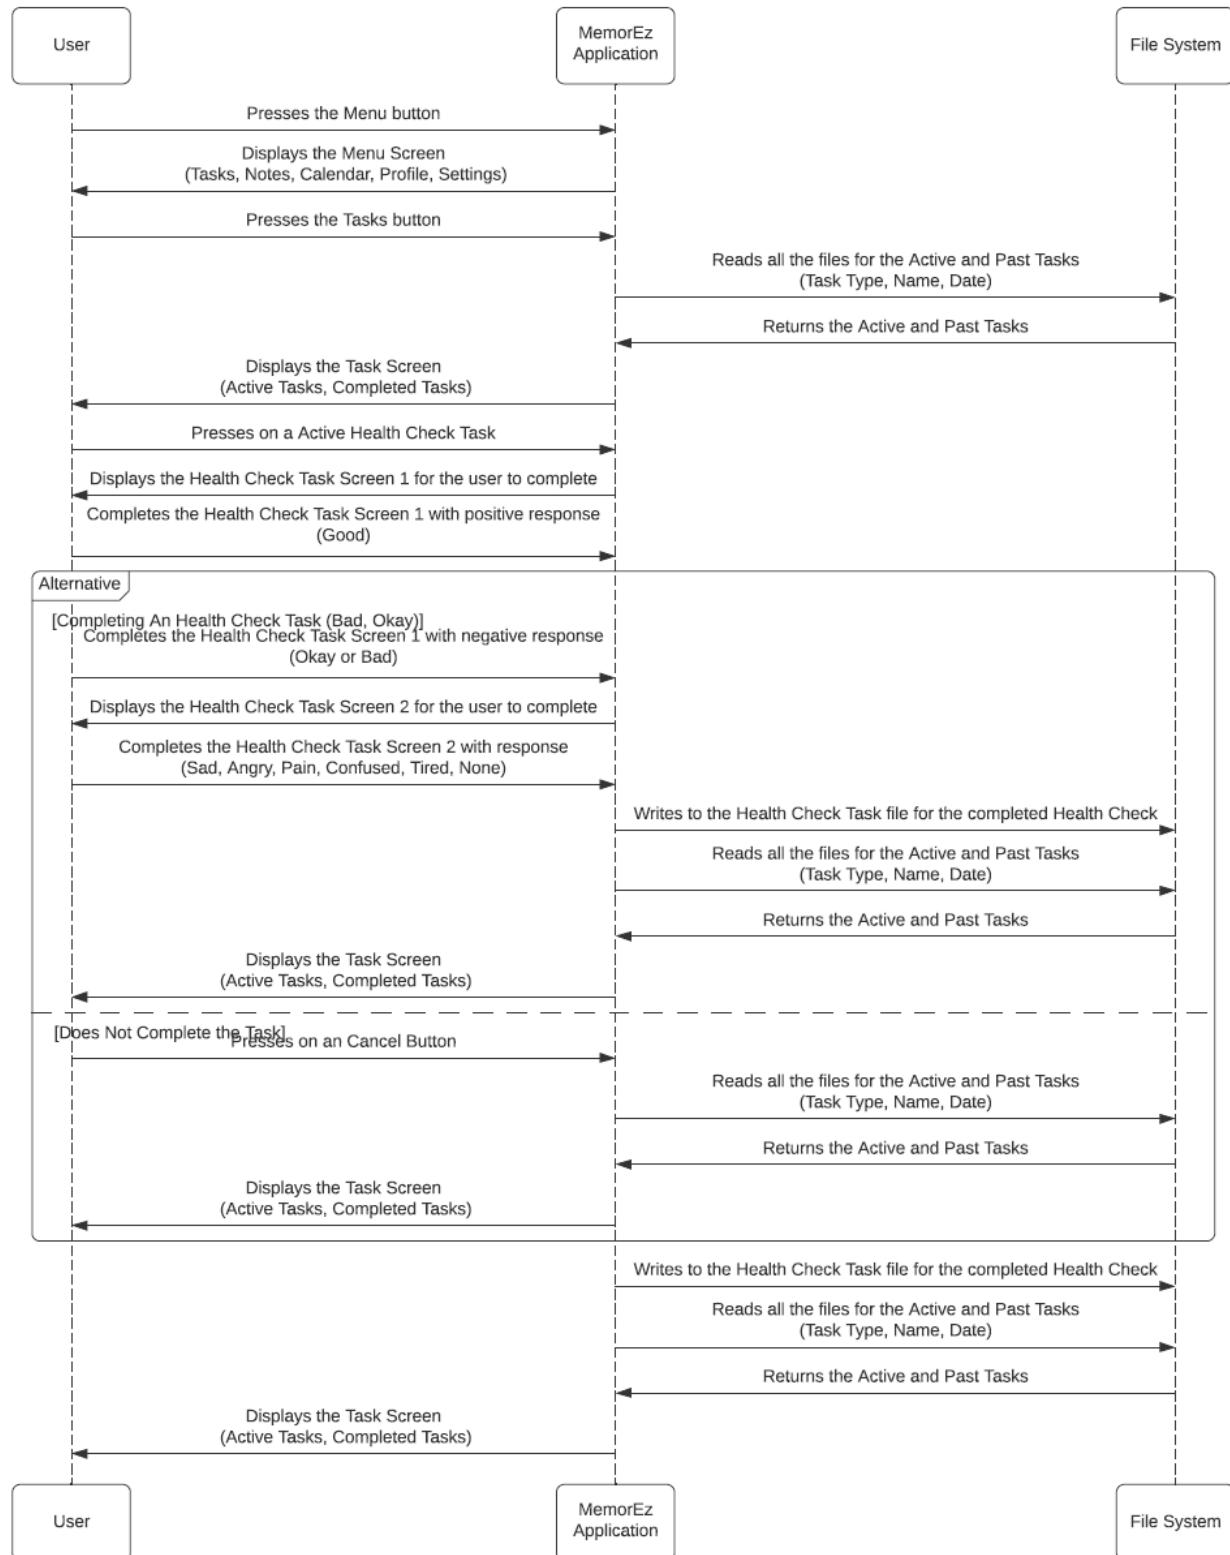 User
MemorEz
Application
File System
Presses the Menu button
Displays the Menu Screen
(Tasks, Notes, Calendar, Profile, Settings)
Presses the Tasks button
Reads all the files for the Active and Past Tasks
(Task Type, Name, Date)
Returns the Active and Past Tasks
Displays the Task Screen
(Active Tasks, Completed Tasks)
Presses on a Active Health Check Task
Displays the Health Check Task Screen 1 for the user to complete
Completes the Health Check Task Screen 1 with positive response
(Good)
Alternative
[Completing An Health Check Task (Bad, Okay)]
Completes the Health Check Task Screen 1 with negative response
(Okay or Bad)
Displays the Health Check Task Screen 2 for the user to complete
Completes the Health Check Task Screen 2 with response
(Sad, Angry, Pain, Confused, Tired, None)
Writes to the Health Check Task file for the completed Health Check
Reads all the files for the Active and Past Tasks
(Task Type, Name, Date)
Returns the Active and Past Tasks
Displays the Task Screen
(Active Tasks, Completed Tasks)
[Does Not Complete the Task]
Presses on an Cancel Button
Reads all the files for the Active and Past Tasks
(Task Type, Name, Date)
Returns the Active and Past Tasks
Displays the Task Screen
(Active Tasks, Completed Tasks)
Writes to the Health Check Task file for the completed Health Check
Reads all the files for the Active and Past Tasks
(Task Type, Name, Date)
Returns the Active and Past Tasks
Displays the Task Screen
(Active Tasks, Completed Tasks)
User
MemorEz
Application
File System